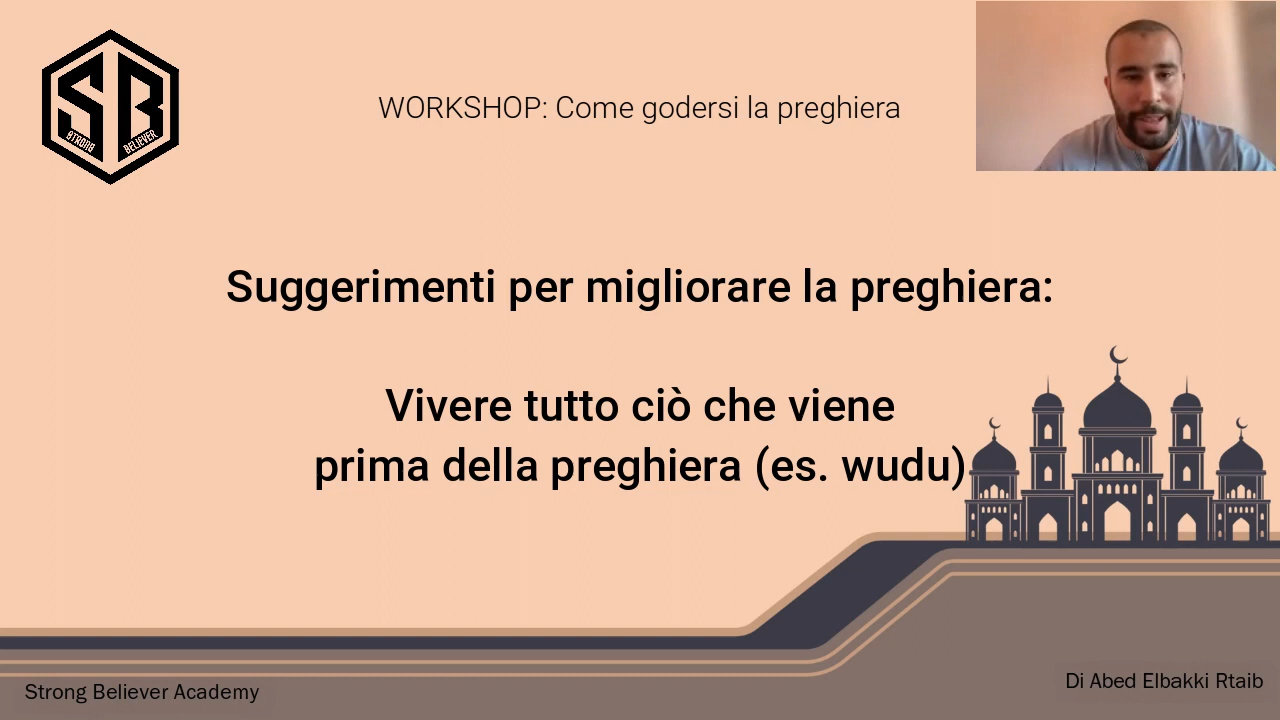 SB
STRONG BELIEVER
WORKSHOP: Come godersi la preghiera
Suggerimenti per migliorare la preghiera:
Vivere tutto ciò che viene
prima della preghiera (es. wudu)
Strong Believer Academy
Di Abed Elbakki Rtaib